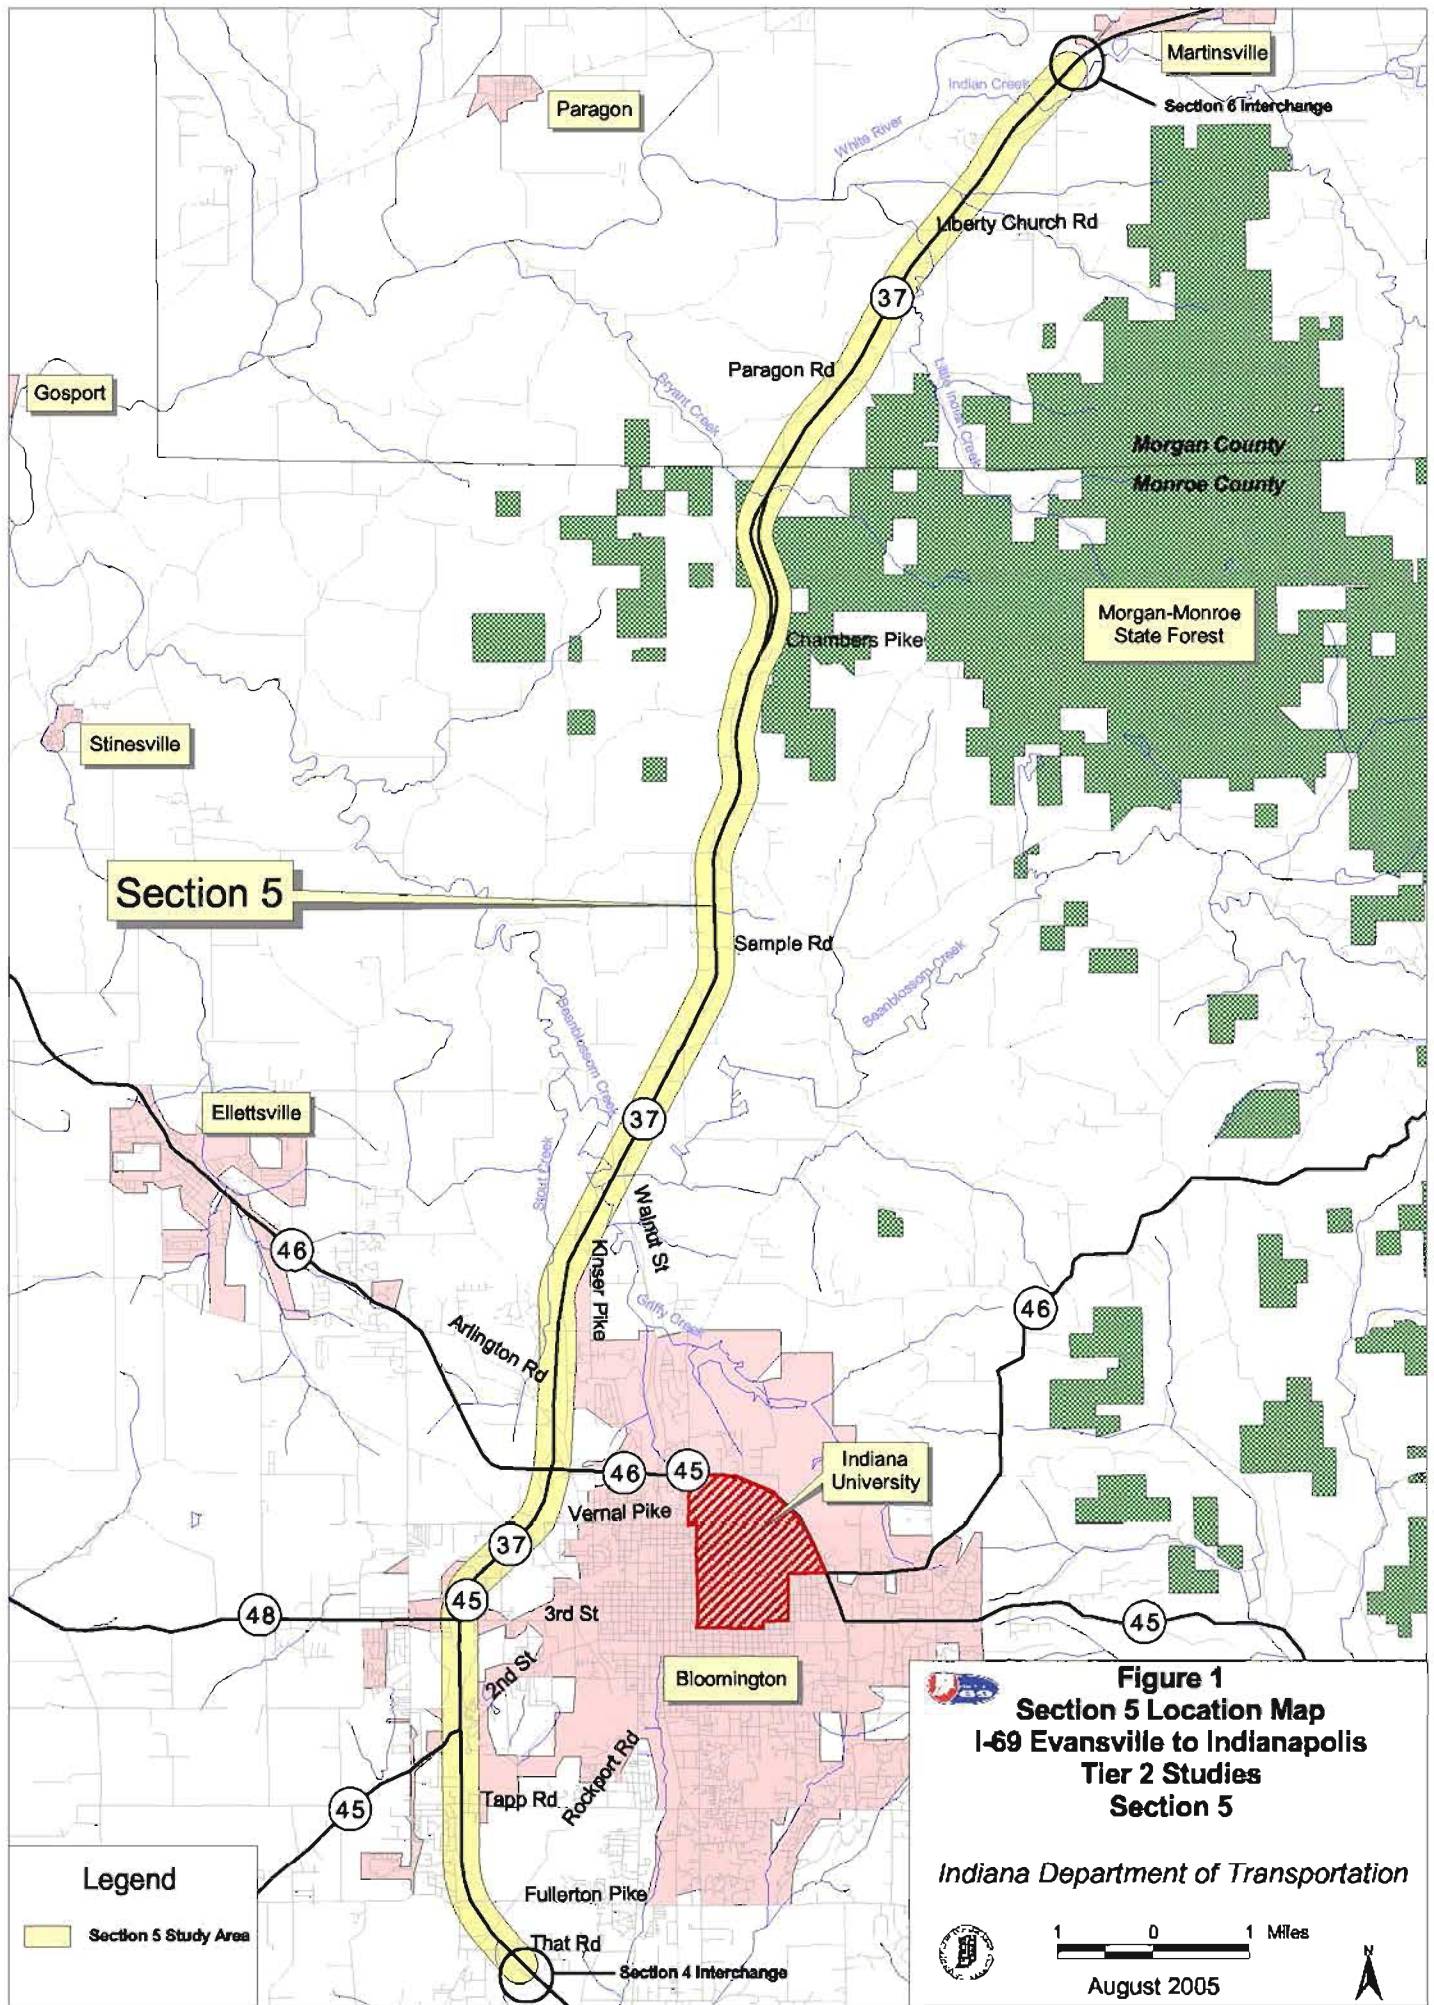 Martinsville
Indian Creek
Paragon
Section 6 Interchange
White River
Liberty Church Rd
37
Paragon Rd
Gosport
Bryant Creek
Little Indian Creek
Morgan County
Monroe County
Morgan-Monroe
State Forest
Chambers Pike
Stinesville
Section 5
Sample Rd
Beanblossom Creek
Beanblossom Creek
Ellettsville
37
Stout Creek
Walnut St
Kinser Pike
46
Griffy Creek
46
Arlington Rd
Indiana
University
46
45
Vernal Pike
37
45
48
3rd St
45
2nd St
Bloomington
Rockport Rd
Tapp Rd
45
Fullerton Pike
That Rd
Section 4 Interchange
Legend
Section 5 Study Area
69
Figure 1
Section 5 Location Map
I-69 Evansville to Indianapolis
Tier 2 Studies
Section 5
Indiana Department of Transportation
1 0 1 Miles
August 2005
N